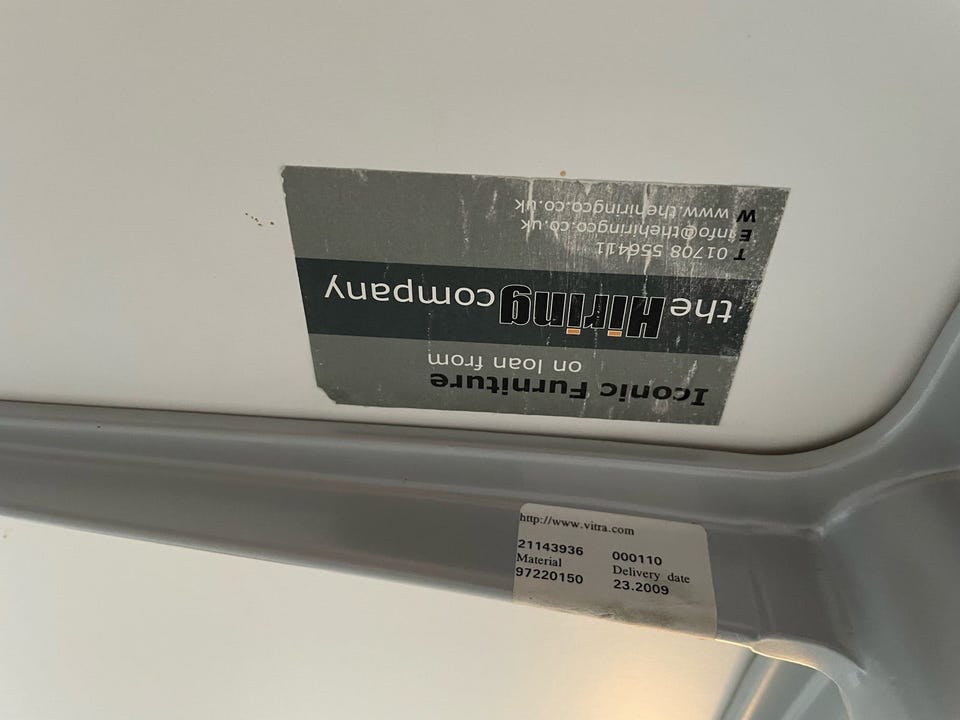 Iconic Furniture
on loan from
the Hiring company
T 01708 556411
E info@thehiringco.co.uk
W www.thehiringco.co.uk
http://www.vitra.com
21143936 000110
Material Delivery date
97220150 23.2009